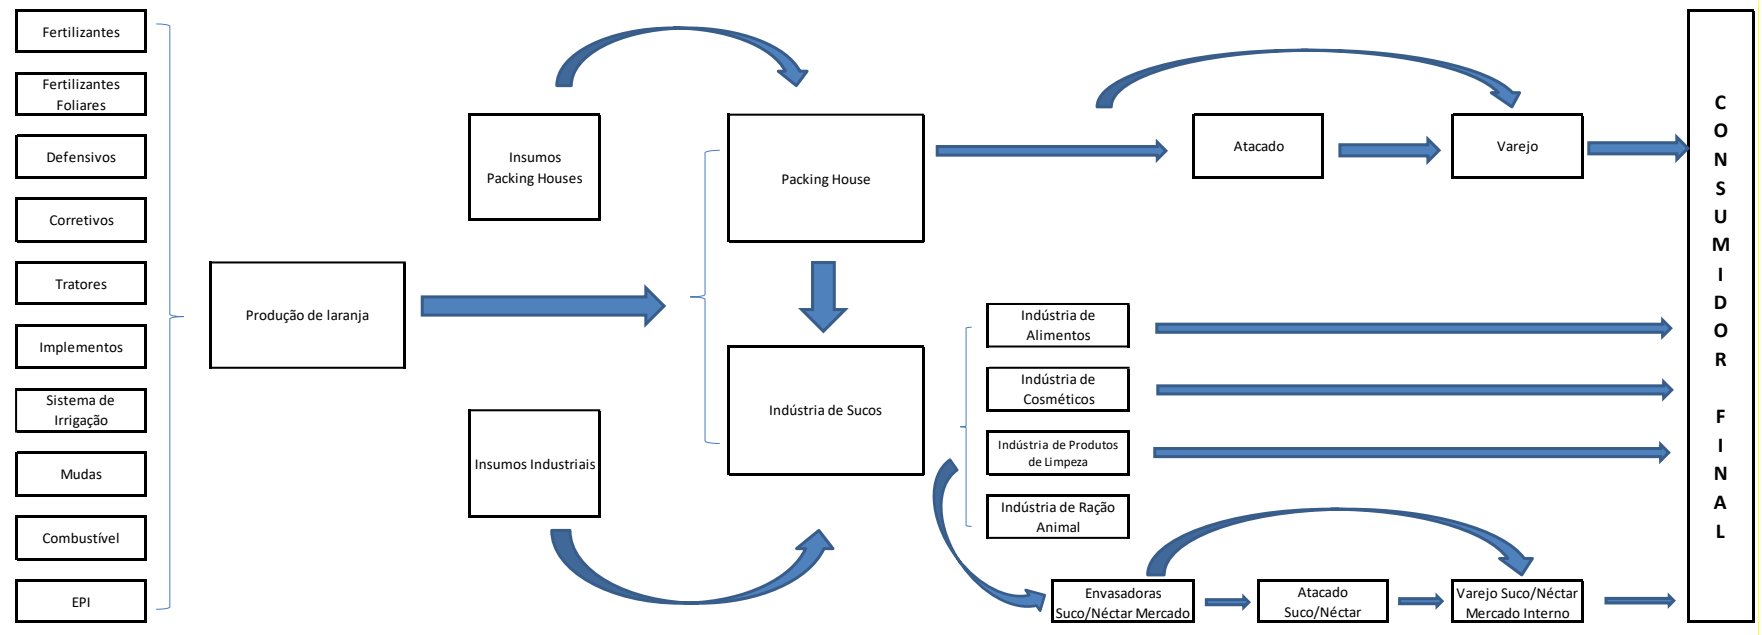 Fertilizantes
Fertilizantes
Foliares
Defensivos
Corretivos
Tratores
Implementos
Sistema de
Irrigação
Mudas
Combustível
EPI
Produção de laranja
Insumos
Packing Houses
Insumos Industriais
Packing House
Indústria de Sucos
Atacado
Varejo
Indústria de
Alimentos
Indústria de
Cosméticos
Indústria de Produtos
de Limpeza
Indústria de Ração
Animal
Envasadoras
Suco/Néctar Mercado
Atacado
Suco/Néctar
Varejo Suco/Néctar
Mercado Interno
C
O
N
S
U
M
I
D
O
R
F
I
N
A
L